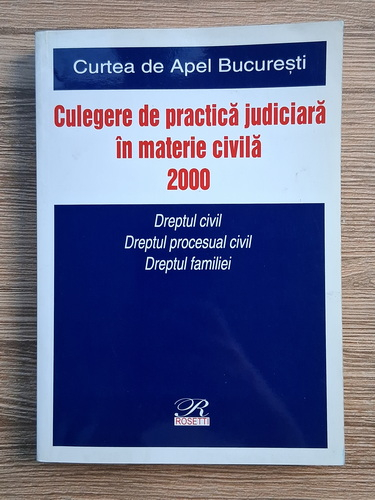 Curtea de Apel București
Culegere de practică judiciară
în materie civilă
2000
Dreptul civil
Dreptul procesual civil
Dreptul familiei
R
ROSETTI